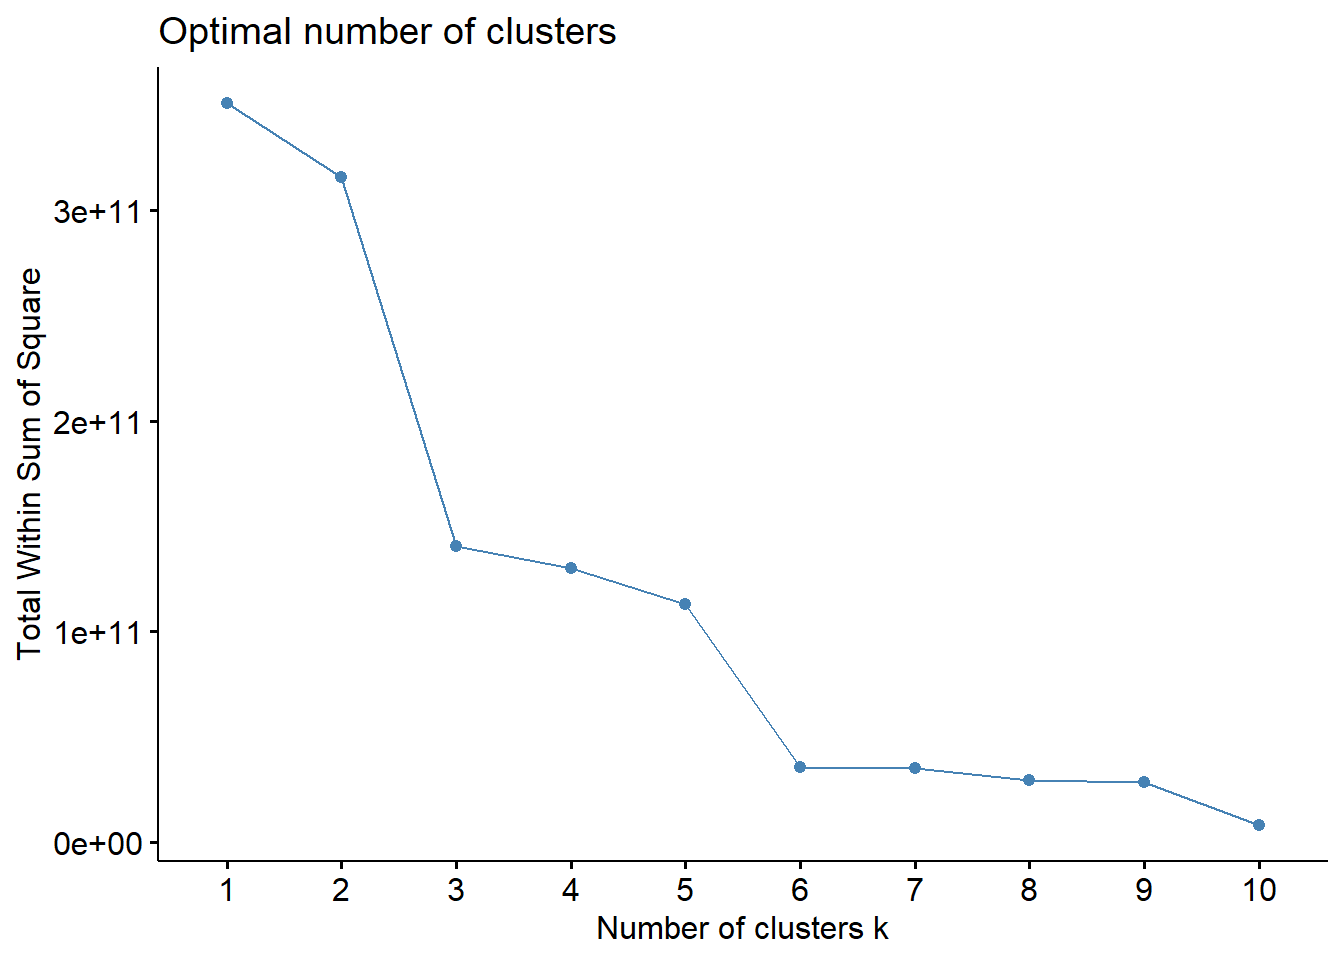 Optimal number of clusters
Total Within Sum of Square
3e+11
2e+11
1e+11
0e+00
1 2 3 4 5 6 7 8 9 10
Number of clusters k